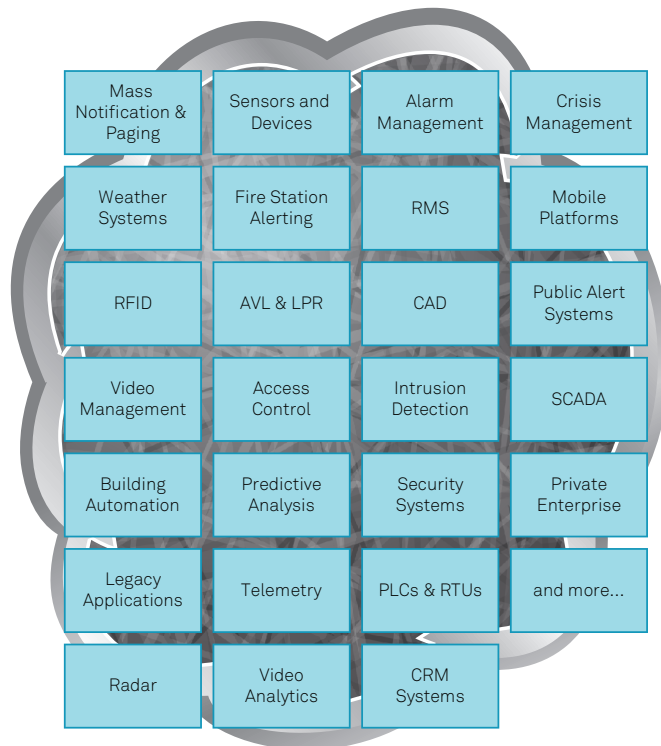 Mass
Notification &
Paging
Sensors and
Devices
Alarm
Management
Crisis
Management
Weather
Systems
Fire Station
Alerting
RMS
Mobile
Platforms
RFID
AVL & LPR
CAD
Public Alert
Systems
Video
Management
Access
Control
Intrusion
Detection
SCADA
Building
Automation
Predictive
Analysis
Security
Systems
Private
Enterprise
Legacy
Applications
Telemetry
PLCs & RTUs
and more...
Radar
Video
Analytics
CRM
Systems